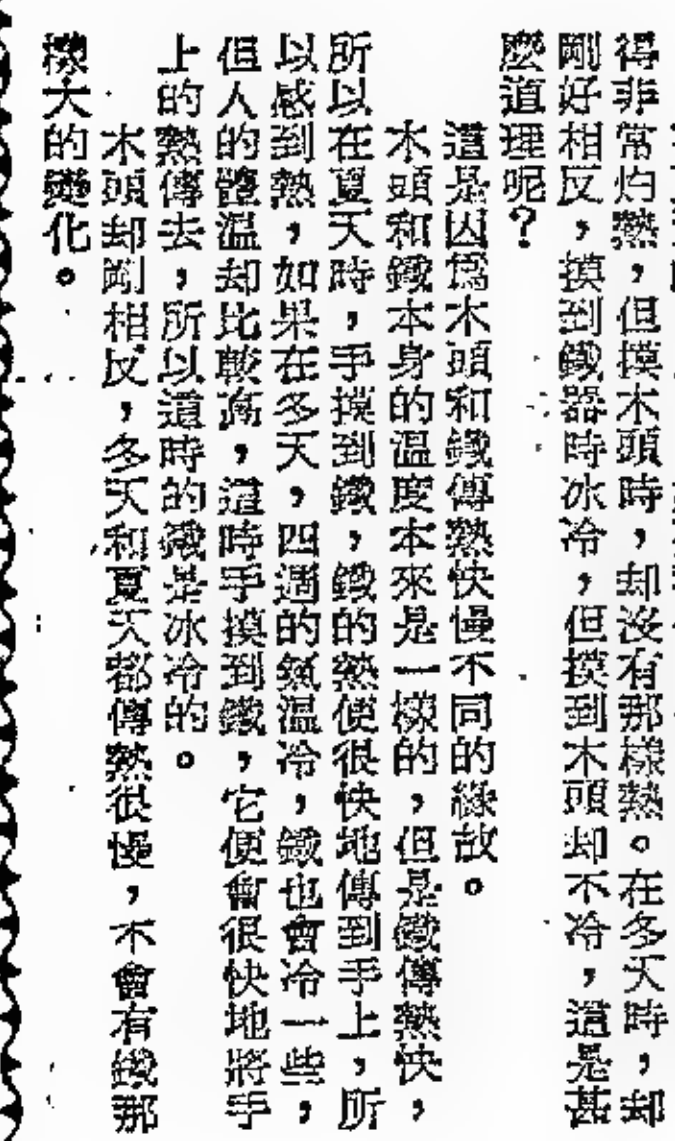 得非常灼熱，但摸木頭時，却沒有那樣熱。在冬天時，却
剛好相反，摸到鐵器時冰冷，但摸到木頭却不冷，這是甚
麼道理呢？
這是因爲木頭和鐵傳熱快慢不同的緣故。
木頭和鐵本身的溫度本來是一樣的，但是鐵傳熱快，
所以在夏天時，手摸到鐵，鐵的熱便很快地傳到手上，所
以感到熱，如果在冬天，四週的氣溫冷，鐵也會冷一些，
但人的體溫却比較高，這時手摸到鐵，它便會很快地將手
上的熱傳去，所以這時的鐵是冰冷的。
木頭却剛相反，冬天和夏天都傳熱很慢，不會有鐵那
樣大的變化。